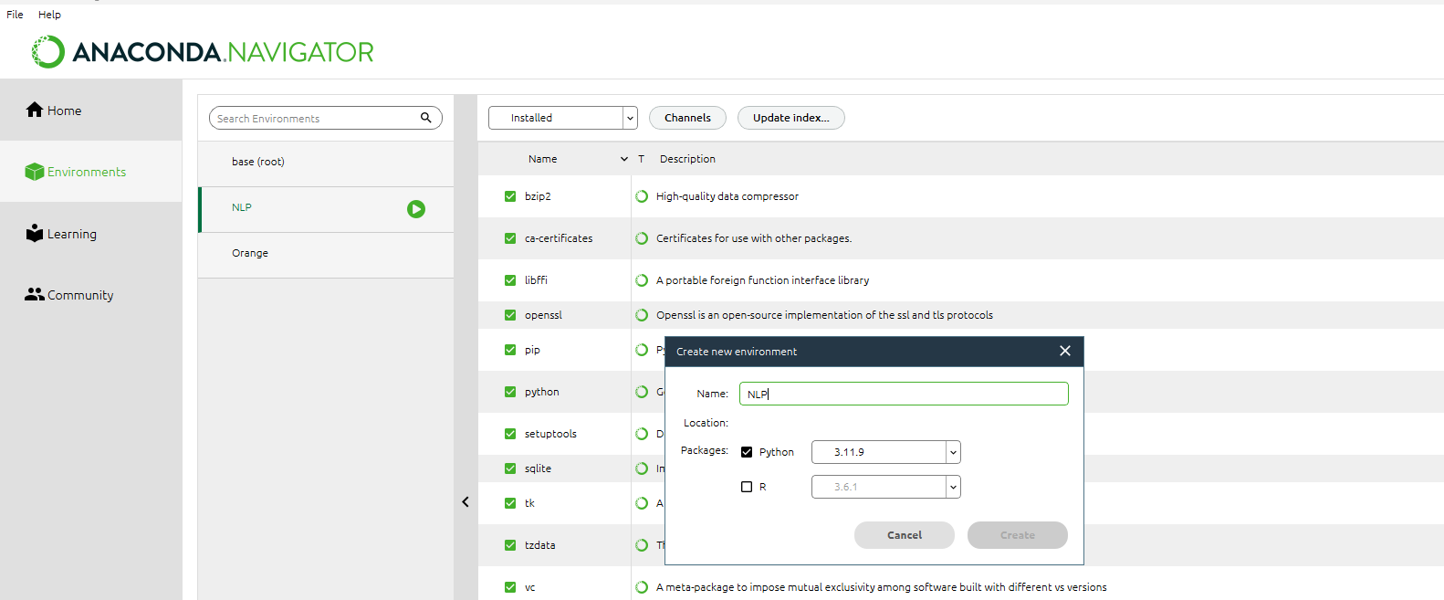 File Help
ANACONDA.NAVIGATOR
Home
Environments
Learning
Community
Search Environments
base (root)
NLP
Orange
Installed Channels Update index...
Name T Description
bzip2 High-quality data compressor
ca-certificates Certificates for use with other packages.
libffi A portable foreign function interface library
openssl Openssl is an open-source implementation of the ssl and tls protocols
pip
python
setuptools
sqlite
tk
tzdata
vc A meta-package to impose mutual exclusivity among software built with different vs versions
Create new environment
Name: NLP
Location:
Packages: Python 3.11.9
R 3.6.1
Cancel Create